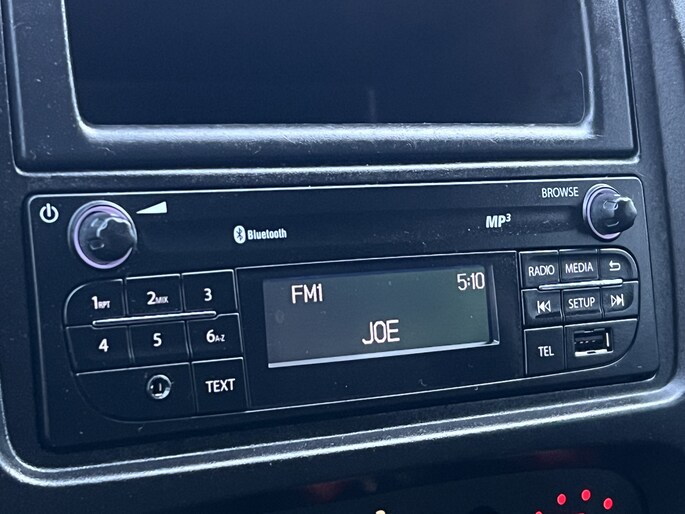 BROWSE
Bluetooth
MP3
1RPT 2MIX 3
4 5 6A-Z
TEXT
FM1 5:10
JOE
RADIO MEDIA
SETUP
TEL